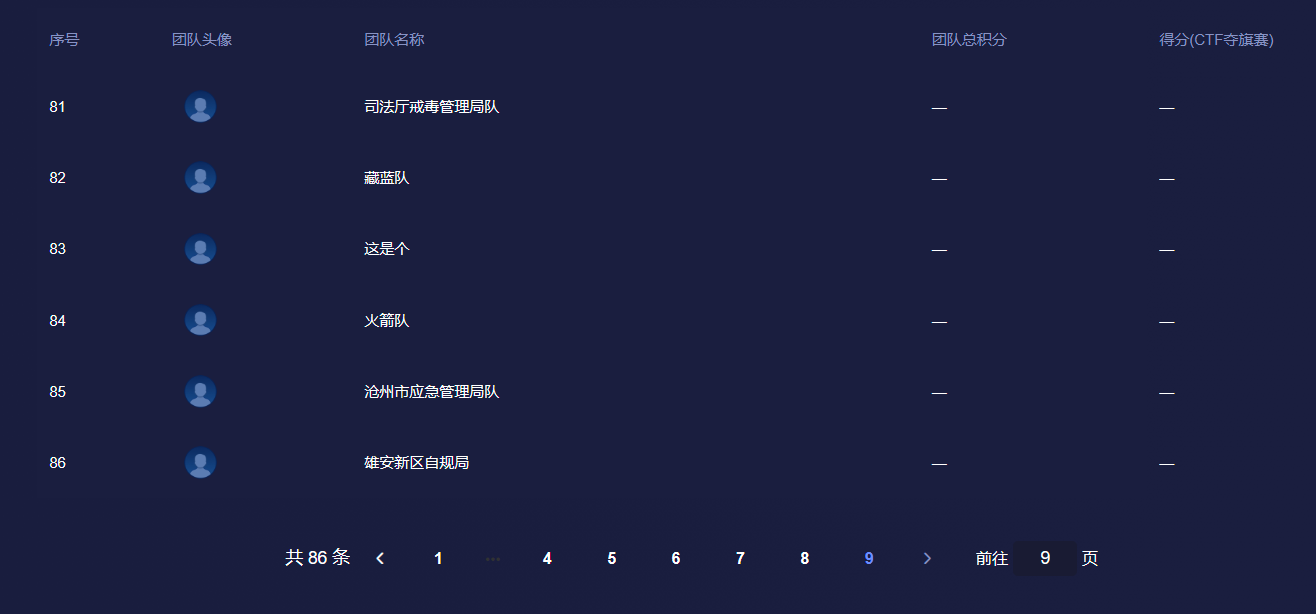 序号 团队头像 团队名称 团队总积分 得分(CTF夺旗赛)
81 司法厅戒毒管理局队 — —
82 藏蓝队 — —
83 这是个 — —
84 火箭队 — —
85 沧州市应急管理局队 — —
86 雄安新区自规局 — —
共 86 条 < 1 ··· 4 5 6 7 8 9 > 前往 9 页